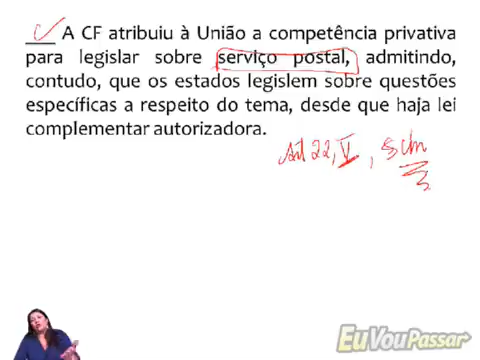 C A CF atribuiu à União a competência privativa
para legislar sobre serviço postal, admitindo,
contudo, que os estados legislem sobre questões
específicas a respeito do tema, desde que haja lei
complementar autorizadora.
Art 22, V,
EuVouPassar